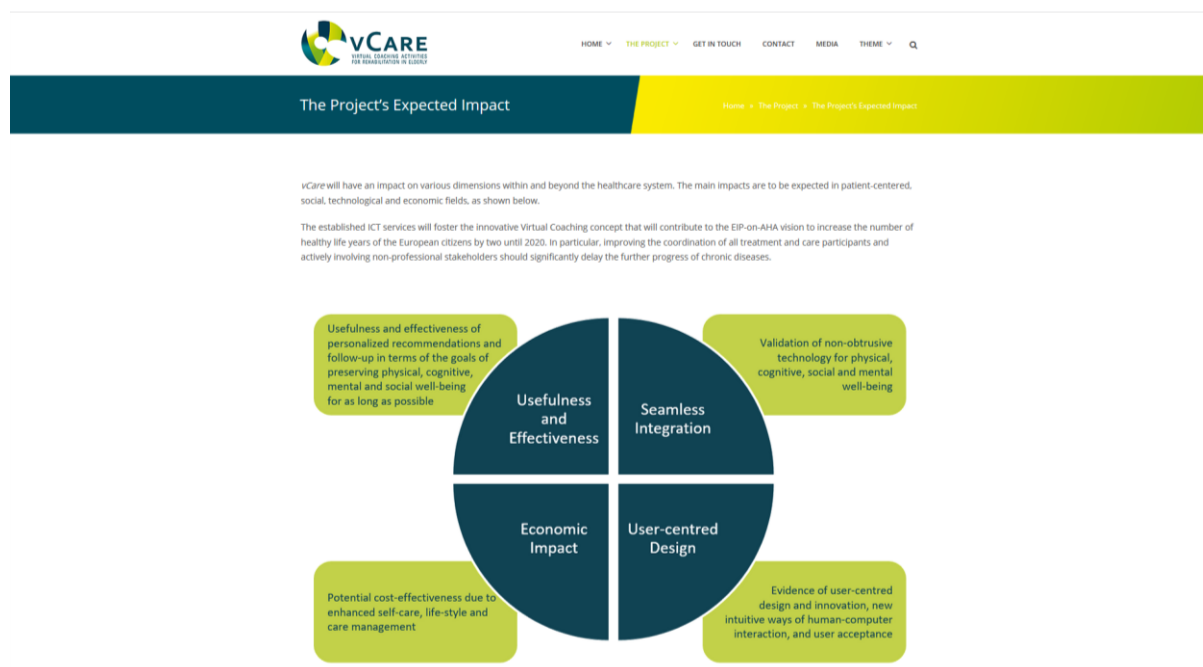 vCARE
VIRTUAL COACHING ACTIVITIES
FOR REHABILITATION IN ELDERLY
HOME THE PROJECT GET IN TOUCH CONTACT MEDIA THEME
The Project's Expected Impact
Home » The Project » The Project's Expected Impact
vCare will have an impact on various dimensions within and beyond the healthcare system. The main impacts are to be expected in patient-centered,
social, technological and economic fields, as shown below.
The established ICT services will foster the innovative Virtual Coaching concept that will contribute to the EIP-on-AHA vision to increase the number of
healthy life years of the European citizens by two until 2020. In particular, improving the coordination of all treatment and care participants and
actively involving non-professional stakeholders should significantly delay the further progress of chronic diseases.
Usefulness and effectiveness of
personalized recommendations and
follow-up in terms of the goals of
preserving physical, cognitive,
mental and social well-being
for as long as possible
Usefulness
and
Effectiveness
Seamless
Integration
Validation of non-obtrusive
technology for physical,
cognitive, social and mental
well-being
Economic
Impact
User-centred
Design
Potential cost-effectiveness due to
enhanced self-care, life-style and
care management
Evidence of user-centred
design and innovation, new
intuitive ways of human-computer
interaction, and user acceptance